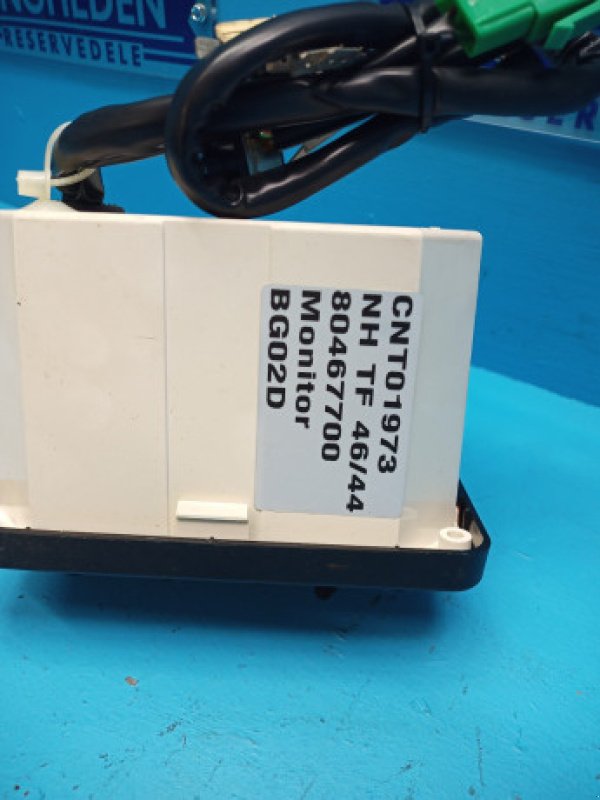 -RESERVEDELE
CNT01973
NH TF 46/44
80467700
Monitor
BG02D